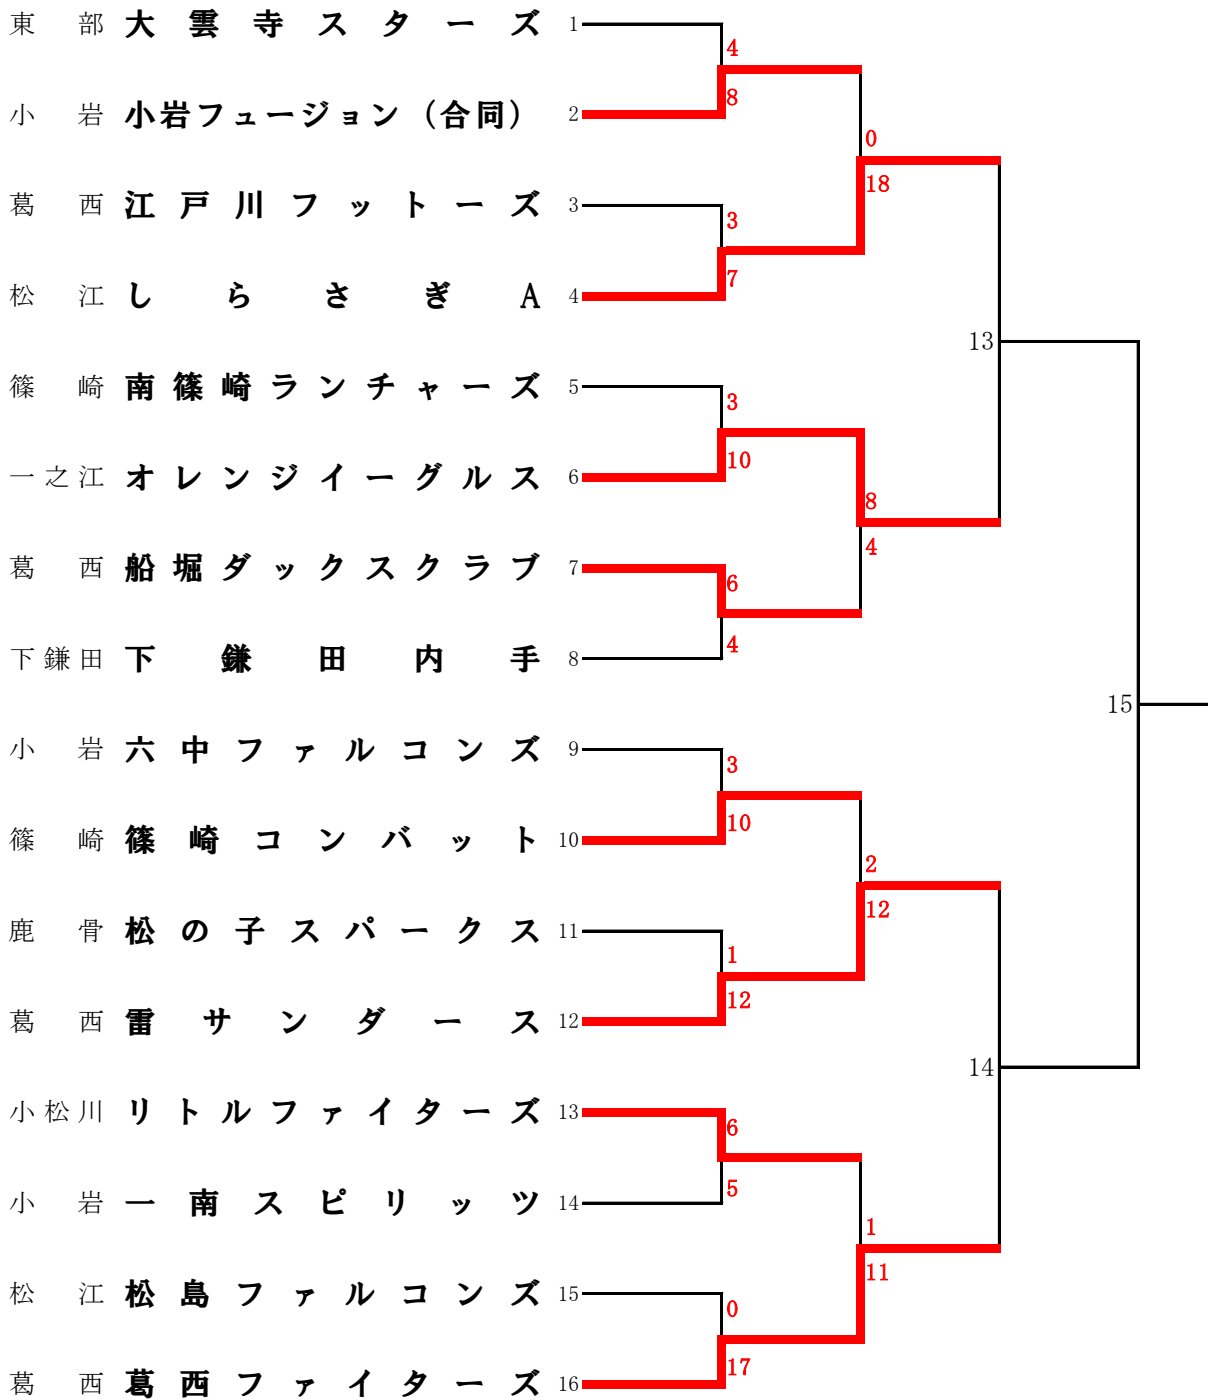 東部 大雲寺スターズ 1
4
8
小岩 小岩フュージョン（合同） 2
0
18
葛西 江戸川フットーズ 3
3
7
松江 しらさぎA 4
13
篠崎 南篠崎ランチャーズ 5
3
10
一之江 オレンジイーグルス 6
8
4
葛西 船堀ダックスクラブ 7
6
4
下鎌田 下鎌田内手 8
15
小岩 六中ファルコンズ 9
3
10
篠崎 篠崎コンバット 10
2
12
鹿骨 松の子スパークス 11
1
12
葛西 雷サンダース 12
14
小松川 リトルファイターズ 13
6
5
小岩 一南スピリッツ 14
1
11
松江 松島ファルコンズ 15
0
17
葛西 葛西ファイターズ 16